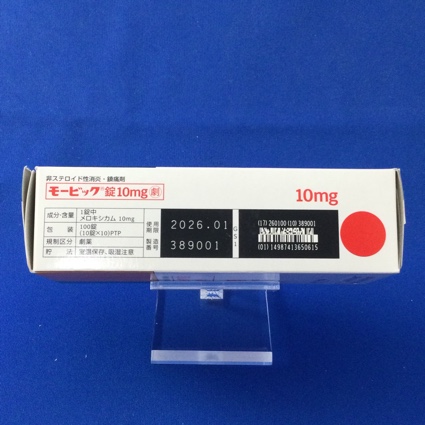 非ステロイド性消炎・鎮痛剤
モービック®錠10mg 劇
10mg
成分・含量 1錠中 メロキシカム 10mg
包装 100錠 (10錠×10)PTP
規制区分 劇薬
貯法 室温保存、吸湿注意
使用期限 2026.01
製造番号 389001
GS1
(17) 260100 (10) 389001
(01) 14987413650615